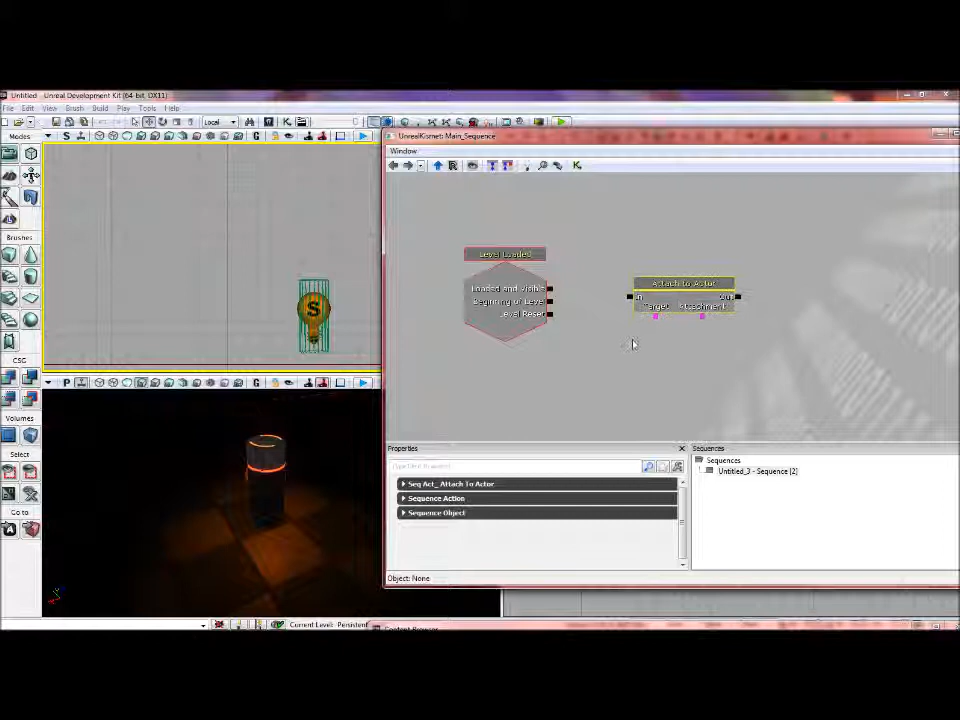 Untitled - Unreal Development Kit (64-bit, DX11)
File Edit View Brush Build Play Tools Help
Local
Modes
Brushes
CSG
Volumes
Select
Go to
S
G
P
G
UnrealKismet: Main_Sequence
Window
Level Loaded
Loaded and Visible
Beginning of Level
Level Reset
Attach to Actor
In
Out
Target Attachment
Properties
Seq Act_ Attach To Actor
Sequence Action
Sequence Object
Sequences
Sequences
Untitled_3 - Sequence [2]
Object: None
Current Level: Persistent
Content Browser